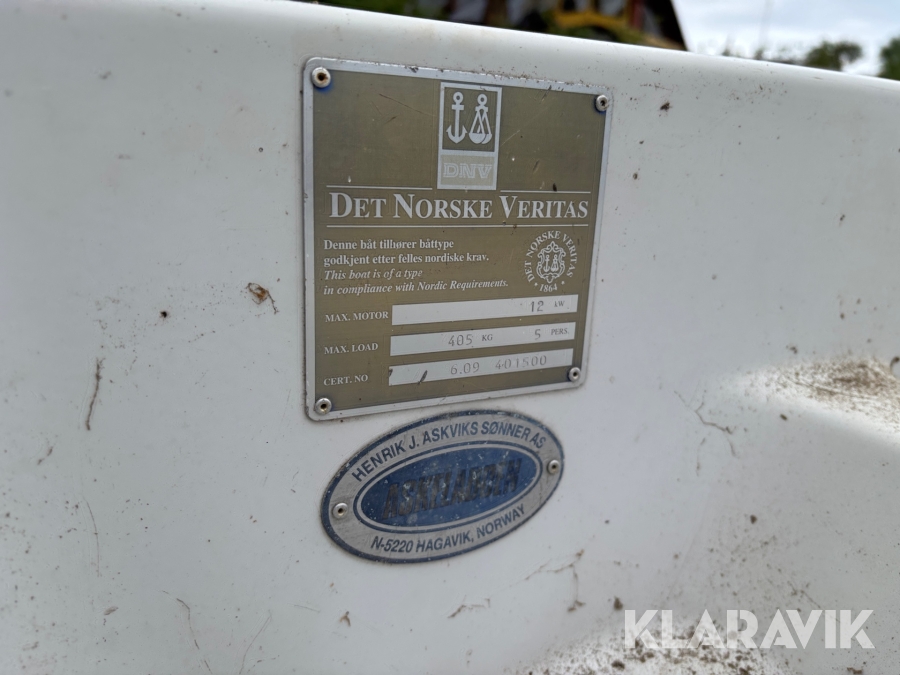 DNV
DET NORSKE VERITAS
Denne båt tilhører båttype
godkjent etter felles nordiske krav.
This boat is of a type
in compliance with Nordic Requirements.
DET NORSKE VERITAS
1864
MAX. MOTOR 12 KW
MAX. LOAD 405 KG 5 PERS.
CERT. NO 6.09 401800
HENRIK J. ASKVIKS SØNNER AS
ASKELADDEN
N-5220 HAGAVIK, NORWAY
KLARAVIK